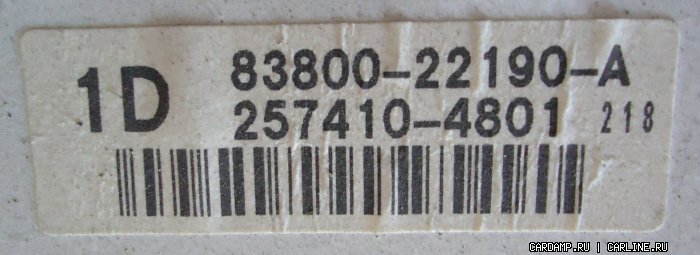 1D 83800-22190-A
257410-4801 218
CARDAMP.RU | CARLINE.RU